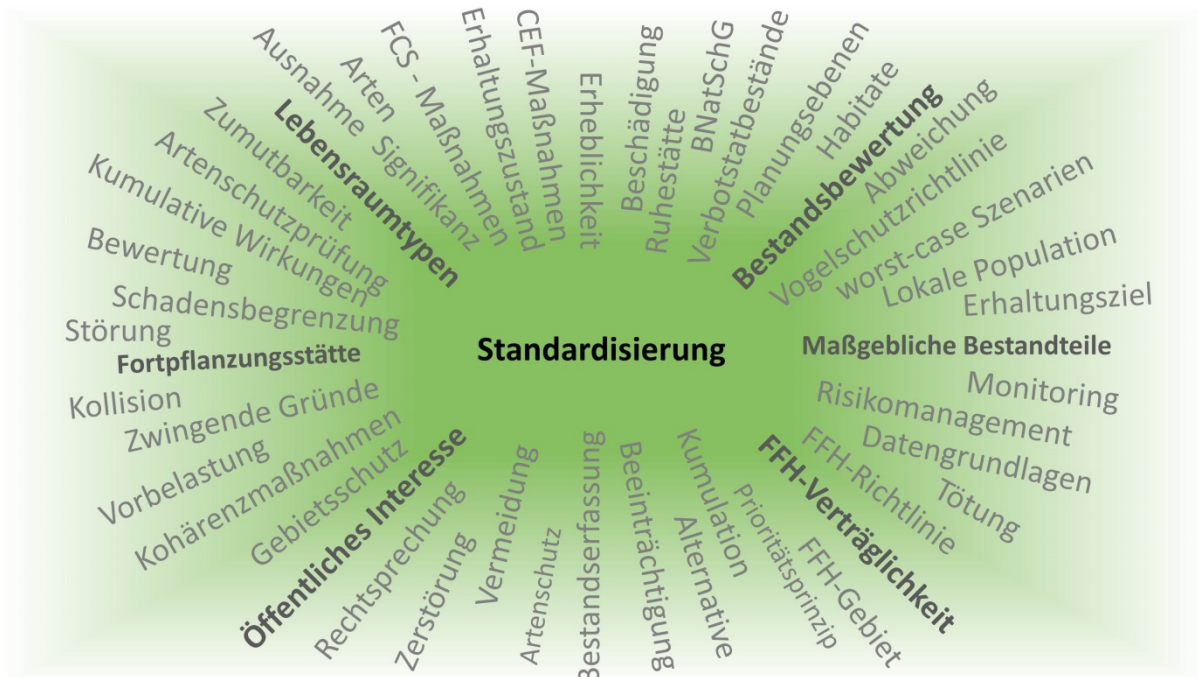 Ausnahme
Arten
Signifikanz
FCS - Maßnahmen
Erhaltungszustand
CEF-Maßnahmen
Erheblichkeit
Beschädigung
Ruhestätte
BNatSchG
Verbotstatbestände
Planungsebenen
Habitate
Bestandsbewertung
Abweichung
Vogelschutzrichtlinie
worst-case Szenarien
Lokale Population
Erhaltungsziel
Lebensraumtypen
Zumutbarkeit
Artenschutzprüfung
Kumulative Wirkungen
Bewertung
Schadensbegrenzung
Störung
Fortpflanzungsstätte
Standardisierung
Maßgebliche Bestandteile
Kollision
Zwingende Gründe
Vorbelastung
Kohärenzmaßnahmen
Gebietsschutz
Öffentliches Interesse
Rechtsprechung
Zerstörung
Vermeidung
Artenschutz
Bestandserfassung
Beeinträchtigung
Alternative
Kumulation
Prioritätsprinzip
FFH-Gebiet
FFH-Verträglichkeit
FFH-Richtlinie
Tötung
Datengrundlagen
Risikomanagement
Monitoring